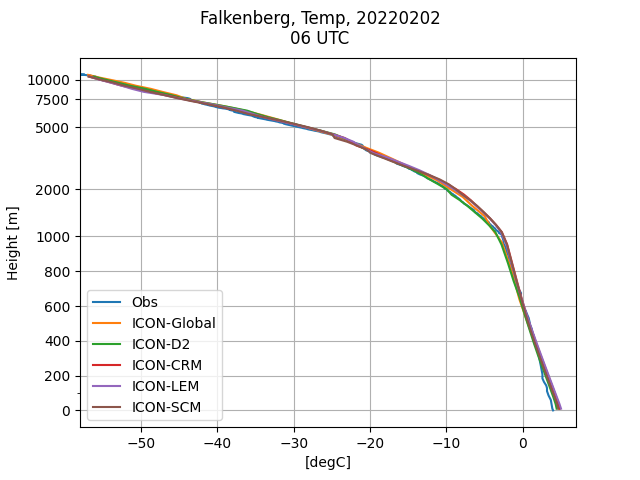 Falkenberg, Temp, 20220202
06 UTC
10000
7500
5000
2000
1000
800
600
400
200
0
Height [m]
Obs
ICON-Global
ICON-D2
ICON-CRM
ICON-LEM
ICON-SCM
−50
−40
−30
−20
−10
0
[degC]